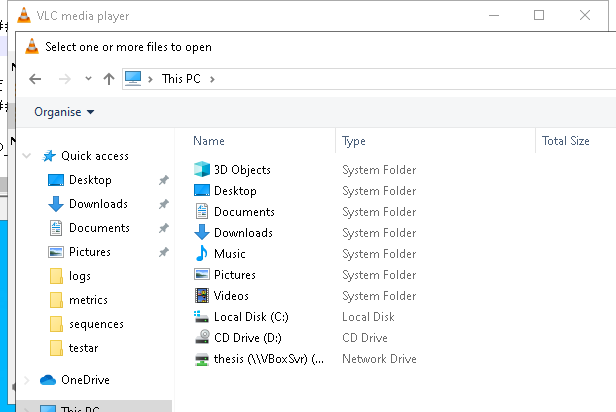 VLC media player
Select one or more files to open
This PC
Organise
Name Type Total Size
Quick access
Desktop
Downloads
Documents
Pictures
logs
metrics
sequences
testar
OneDrive
This PC
3D Objects System Folder
Desktop System Folder
Documents System Folder
Downloads System Folder
Music System Folder
Pictures System Folder
Videos System Folder
Local Disk (C:) Local Disk
CD Drive (D:) CD Drive
thesis (\\VBoxSvr) (... Network Drive